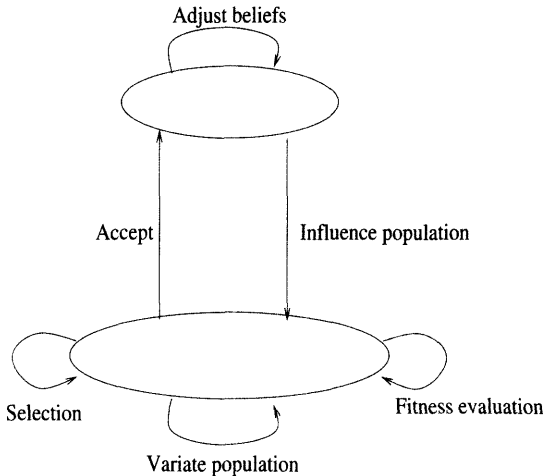 Adjust beliefs
Accept
Influence population
Selection
Fitness evaluation
Variate population